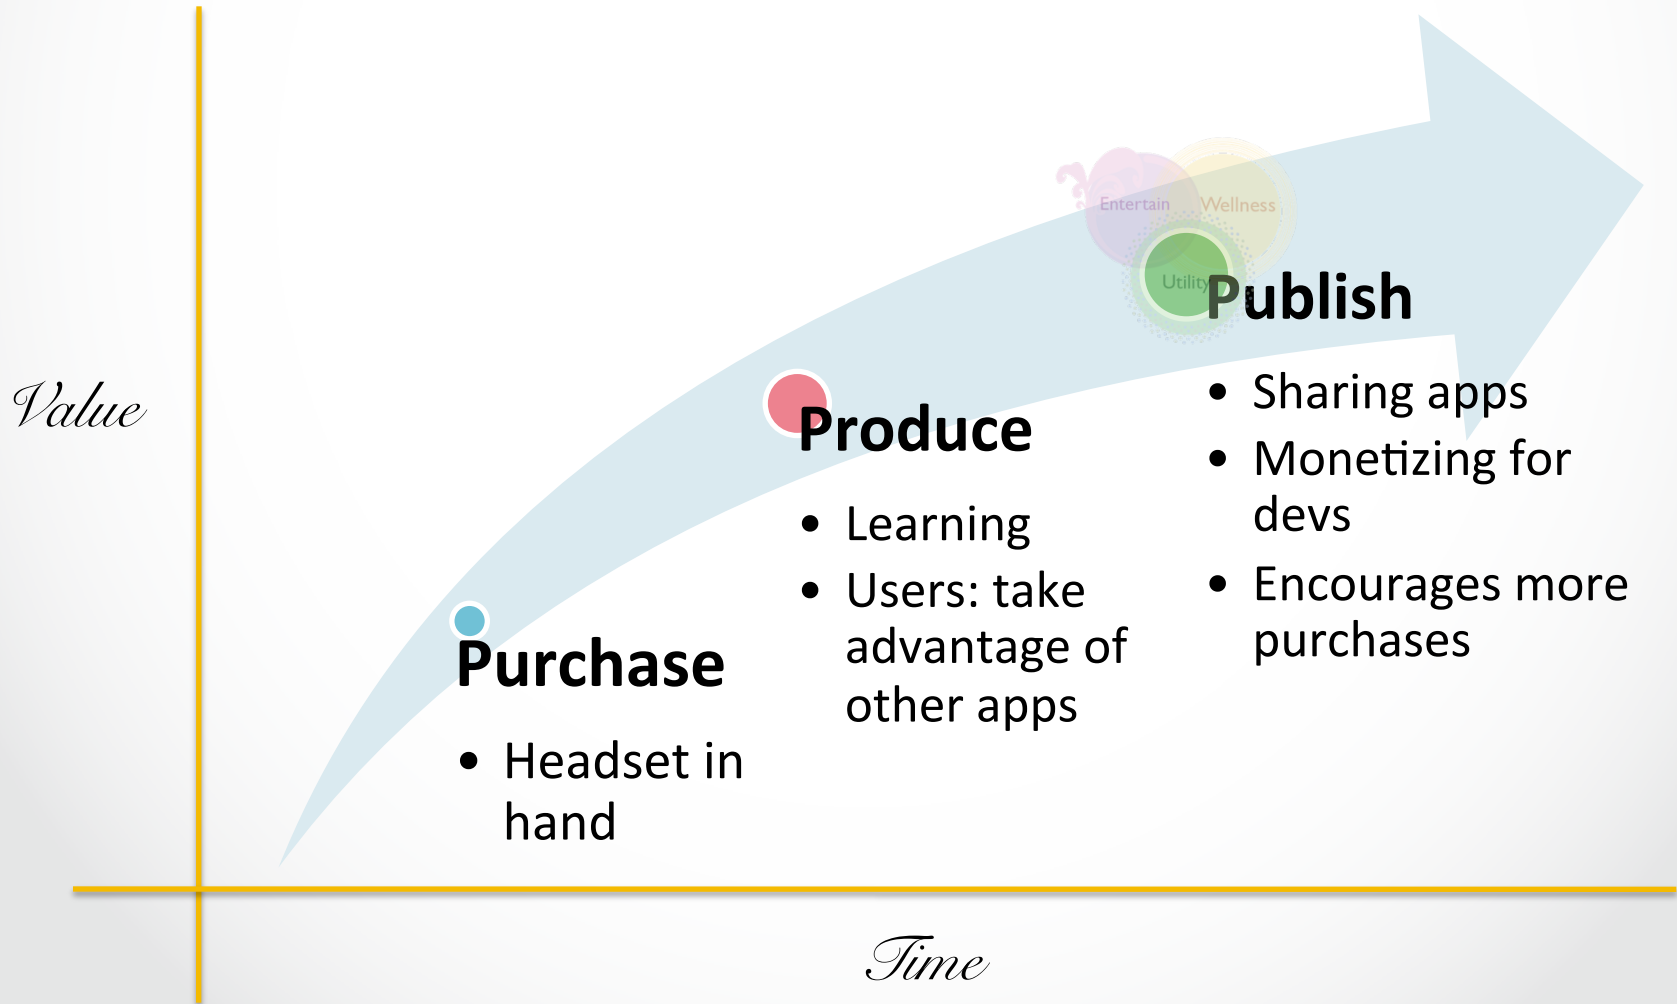 Value
Purchase
• Headset in
hand
Produce
• Learning
• Users: take
advantage of
other apps
Entertain
Wellness
Utility
Publish
• Sharing apps
• Monetizing for
devs
• Encourages more
purchases
Time